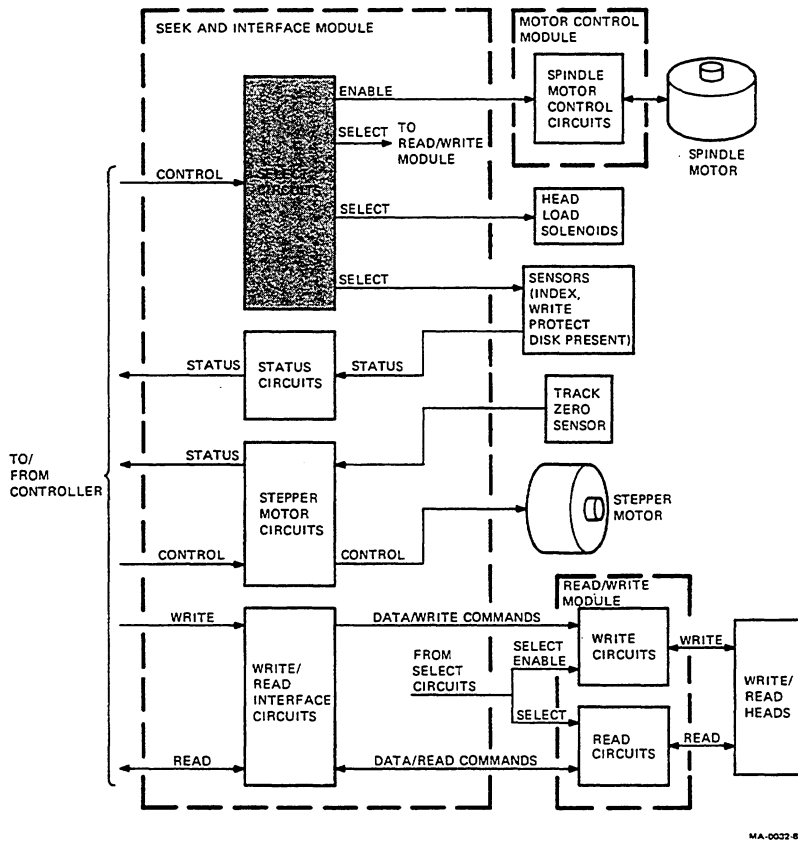 SEEK AND INTERFACE MODULE
MOTOR CONTROL
MODULE
ENABLE
SPINDLE
MOTOR
CONTROL
CIRCUITS
SPINDLE
MOTOR
SELECT
TO
READ/WRITE
MODULE
CONTROL
SELECT
CIRCUITS
SELECT
HEAD
LOAD
SOLENOIDS
SELECT
SENSORS
(INDEX,
WRITE
PROTECT
DISK PRESENT)
STATUS
STATUS
CIRCUITS
STATUS
TRACK
ZERO
SENSOR
TO/
FROM
CONTROLLER
STATUS
STEPPER
MOTOR
CIRCUITS
STEPPER
MOTOR
CONTROL
CONTROL
READ/WRITE
MODULE
WRITE
DATA/WRITE COMMANDS
WRITE
CIRCUITS
WRITE
WRITE/
READ
INTERFACE
CIRCUITS
FROM
SELECT
CIRCUITS
SELECT
ENABLE
SELECT
WRITE/
READ
HEADS
READ
CIRCUITS
READ
READ
DATA/READ COMMANDS